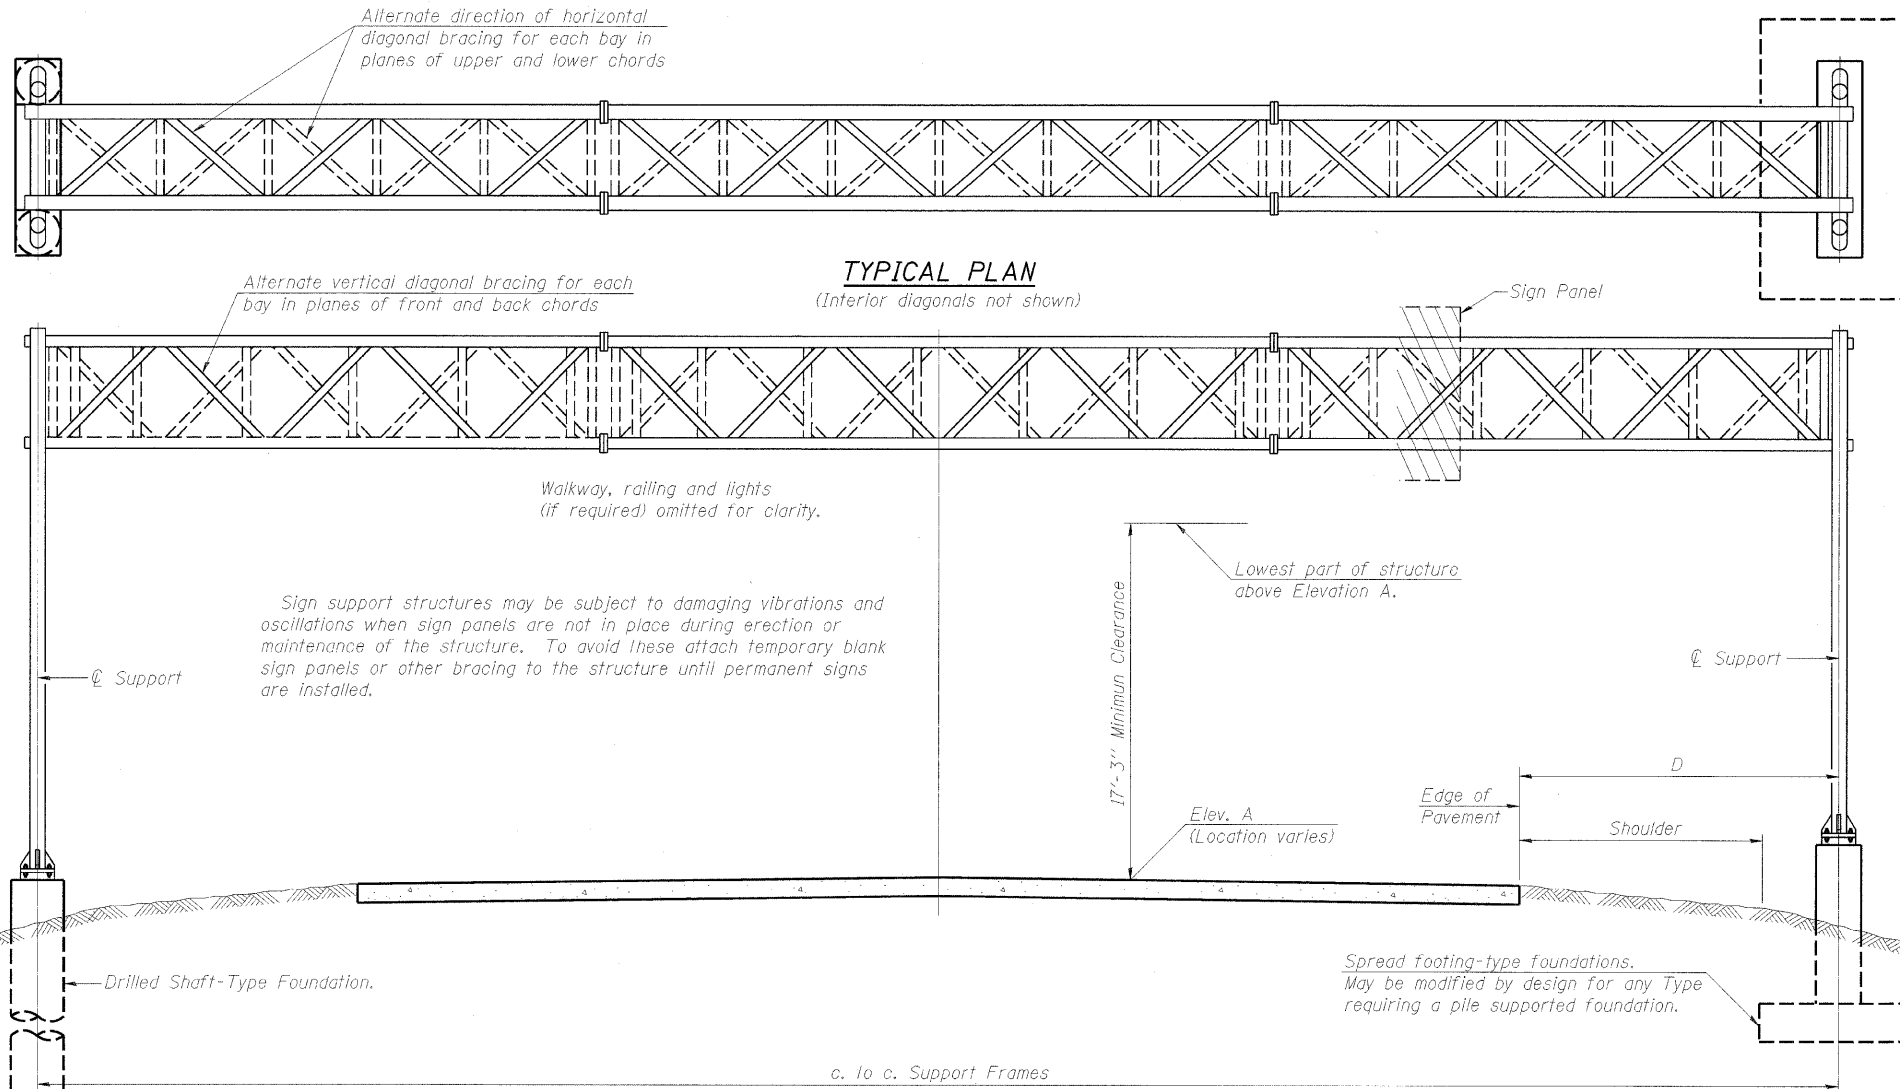 Alternate direction of horizontal
diagonal bracing for each bay in
planes of upper and lower chords
TYPICAL PLAN
(Interior diagonals not shown)
Alternate vertical diagonal bracing for each
bay in planes of front and back chords
Sign Panel
Walkway, railing and lights
(if required) omitted for clarity.
Lowest part of structure
above Elevation A.
Sign support structures may be subject to damaging vibrations and
oscillations when sign panels are not in place during erection or
maintenance of the structure. To avoid these attach temporary blank
sign panels or other bracing to the structure until permanent signs
are installed.
17'-3" Minimun Clearance
℄ Support
℄ Support
D
Edge of
Pavement
Shoulder
Elev. A
(Location varies)
Drilled Shaft-Type Foundation.
Spread footing-type foundations.
May be modified by design for any Type
requiring a pile supported foundation.
c. to c. Support Frames